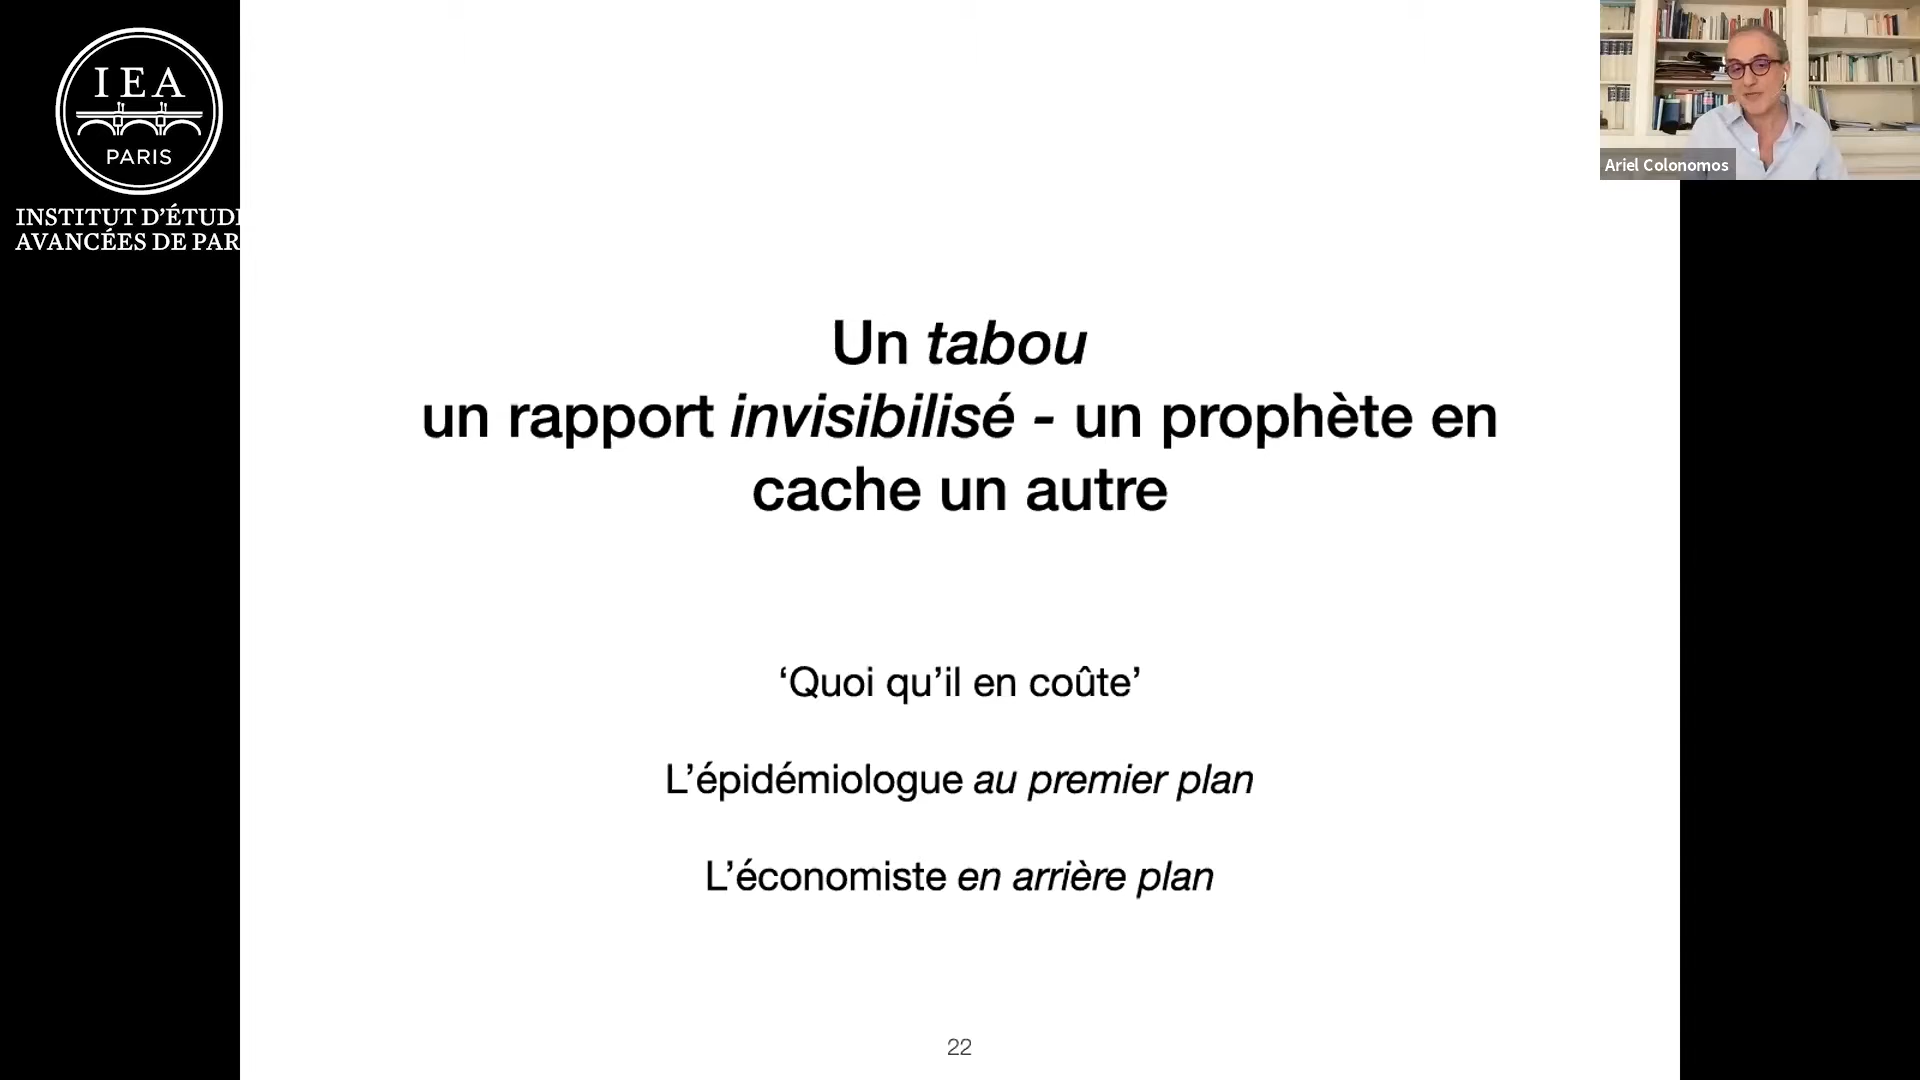 IEA
PARIS
INSTITUT D'ÉTUD
AVANCÉES DE PAR
Ariel Colonomos
Un tabou
un rapport invisibilisé - un prophète en
cache un autre
‘Quoi qu’il en coûte’
L’épidémiologue au premier plan
L’économiste en arrière plan
22